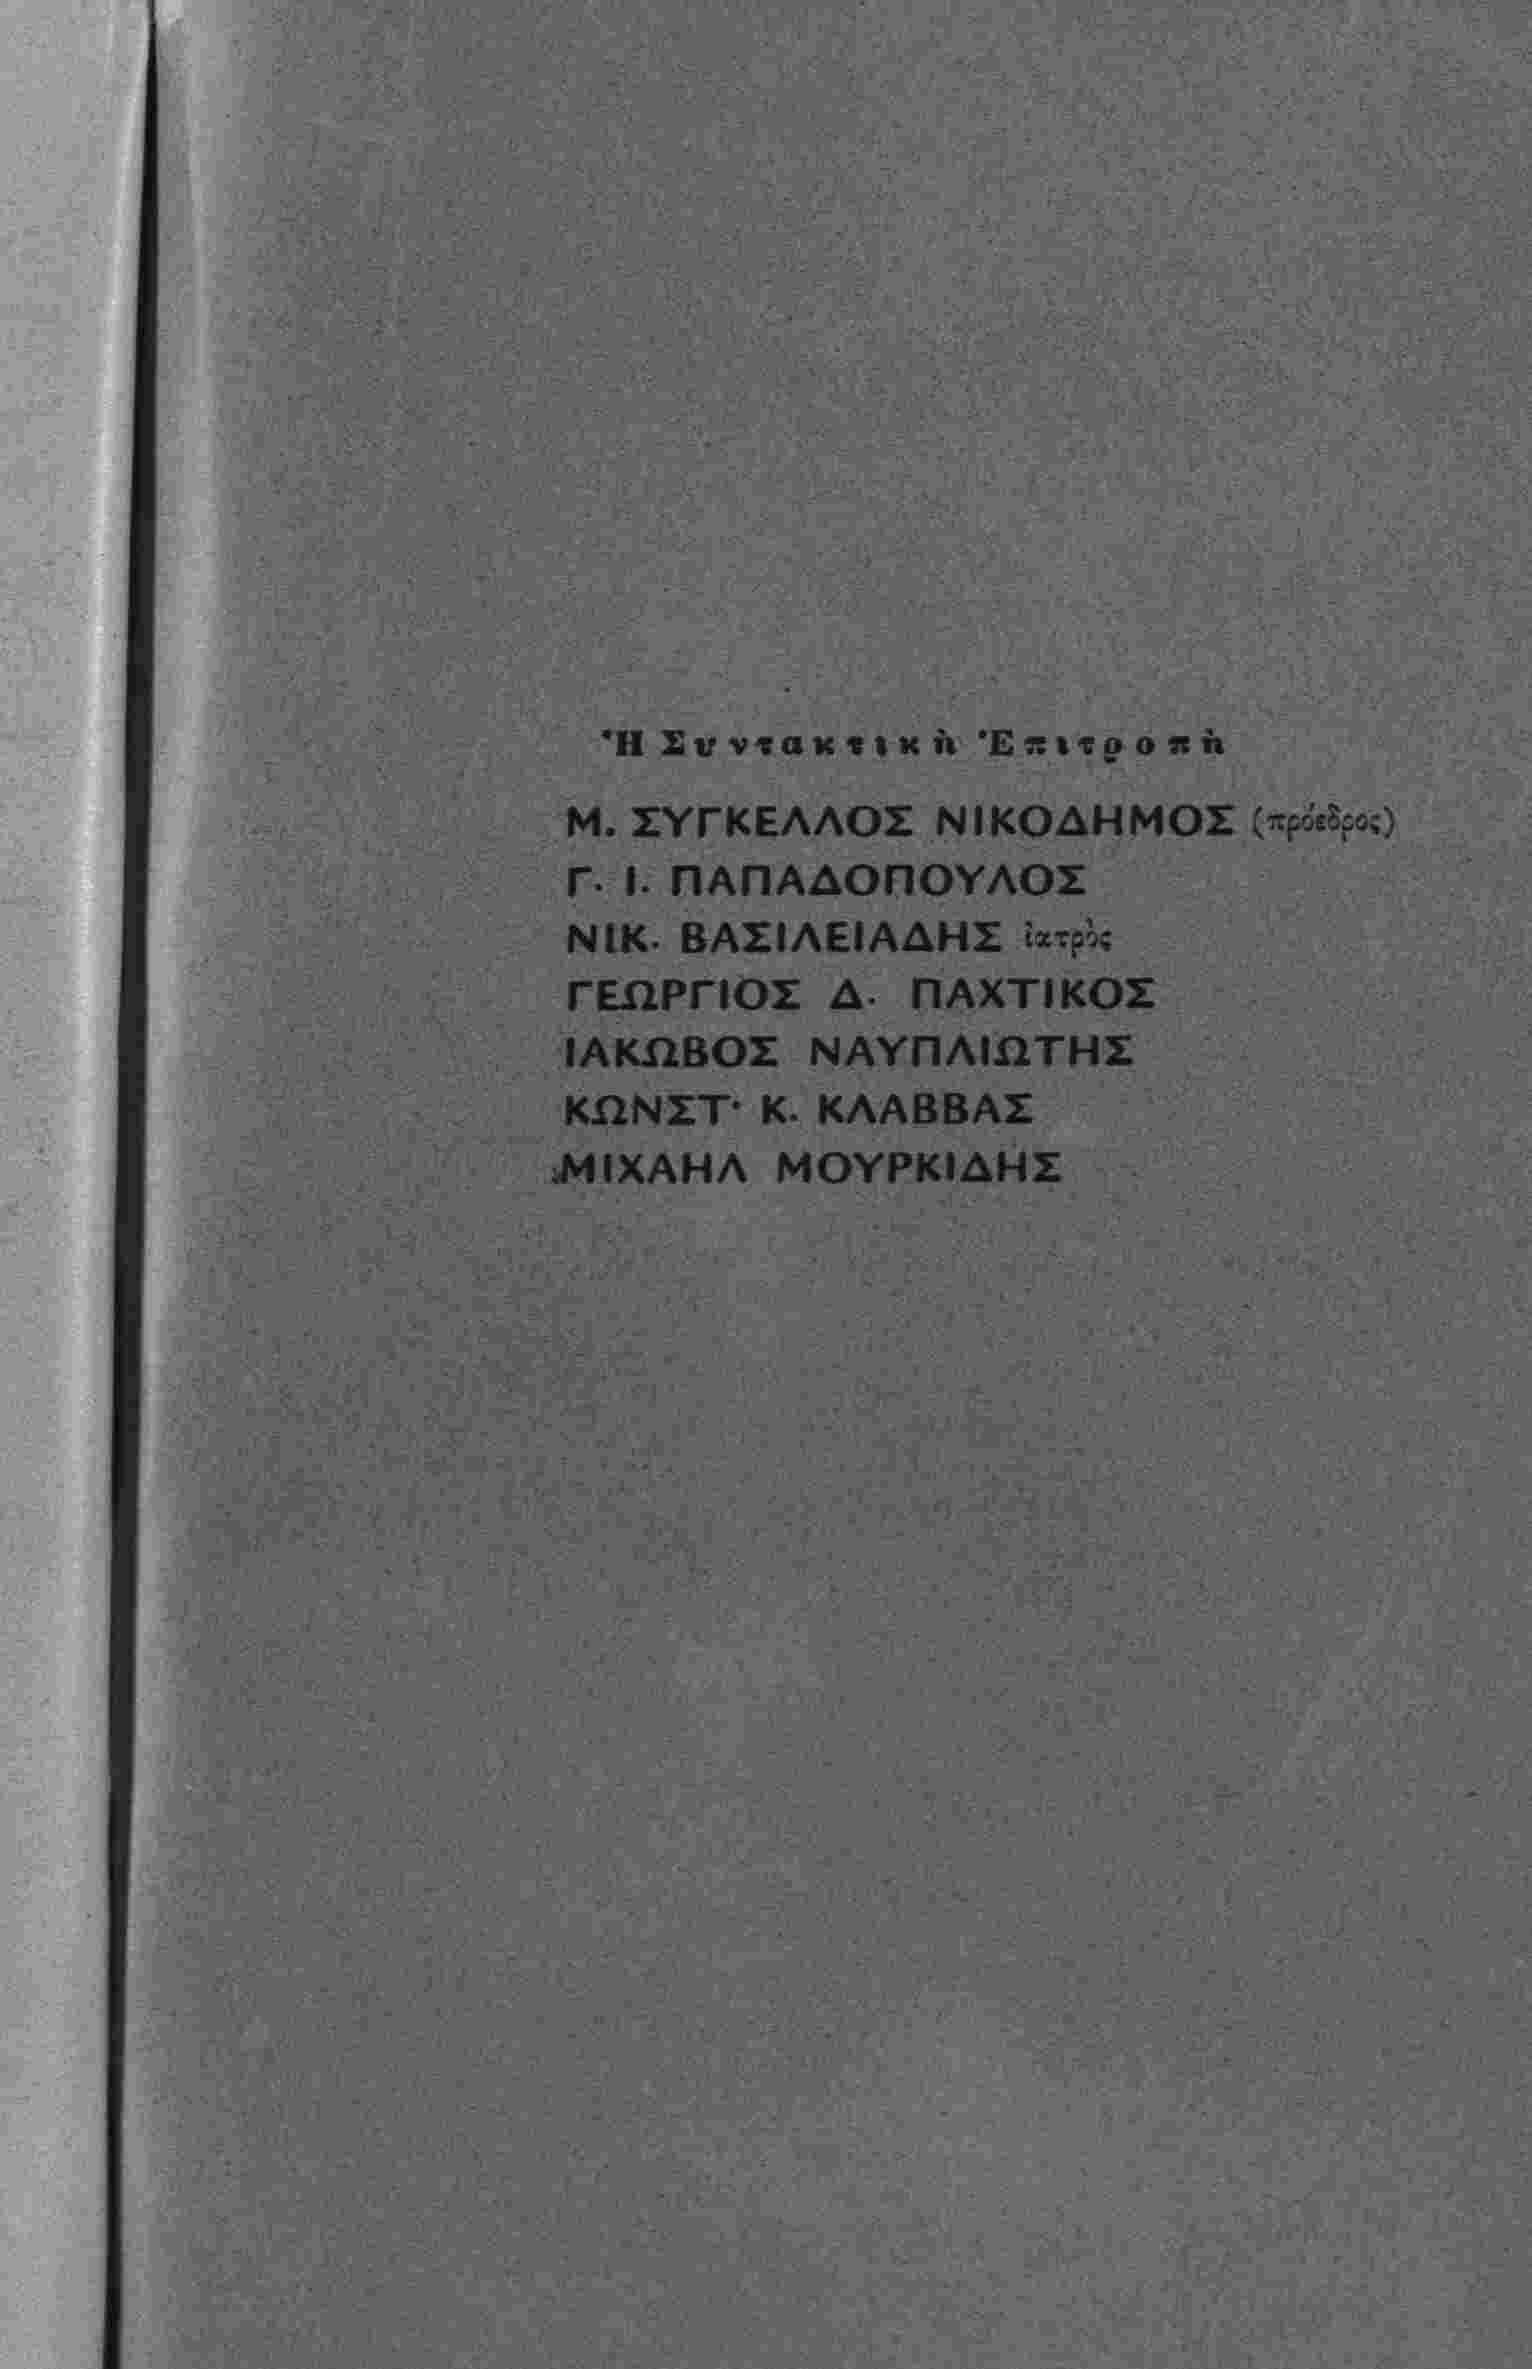 Ἡ Συντακτικὴ Ἐπιτροπὴ
Μ. ΣΥΓΚΕΛΛΟΣ ΝΙΚΟΔΗΜΟΣ (πρόεδρος)
Γ. Ι. ΠΑΠΑΔΟΠΟΥΛΟΣ
ΝΙΚ. ΒΑΣΙΛΕΙΑΔΗΣ ἰατρὸς
ΓΕΩΡΓΙΟΣ Δ. ΠΑΧΤΙΚΟΣ
ΙΑΚΩΒΟΣ ΝΑΥΠΛΙΩΤΗΣ
ΚΩΝΣΤ. Κ. ΚΛΑΒΒΑΣ
ΜΙΧΑΗΛ ΜΟΥΡΚΙΔΗΣ